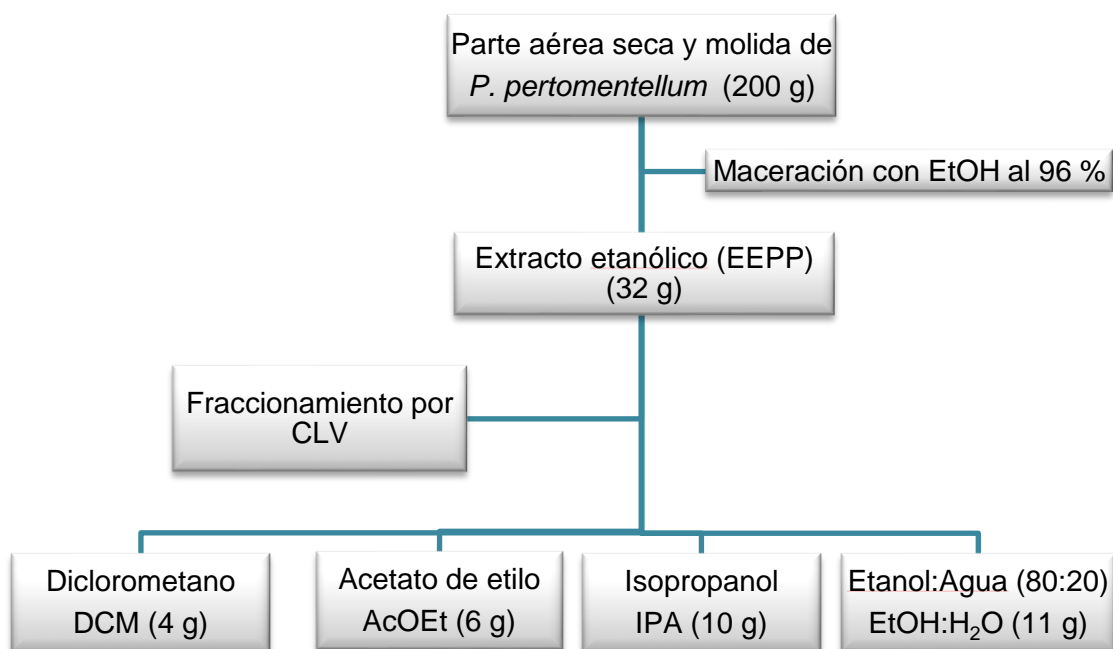 Parte aérea seca y molida de
P. pertomentellum (200 g)
Maceración con EtOH al 96 %
Extracto etanólico (EEPP)
(32 g)
Fraccionamiento por
CLV
Diclorometano
DCM (4 g)
Acetato de etilo
AcOEt (6 g)
Isopropanol
IPA (10 g)
Etanol:Agua (80:20)
EtOH:H₂O (11 g)